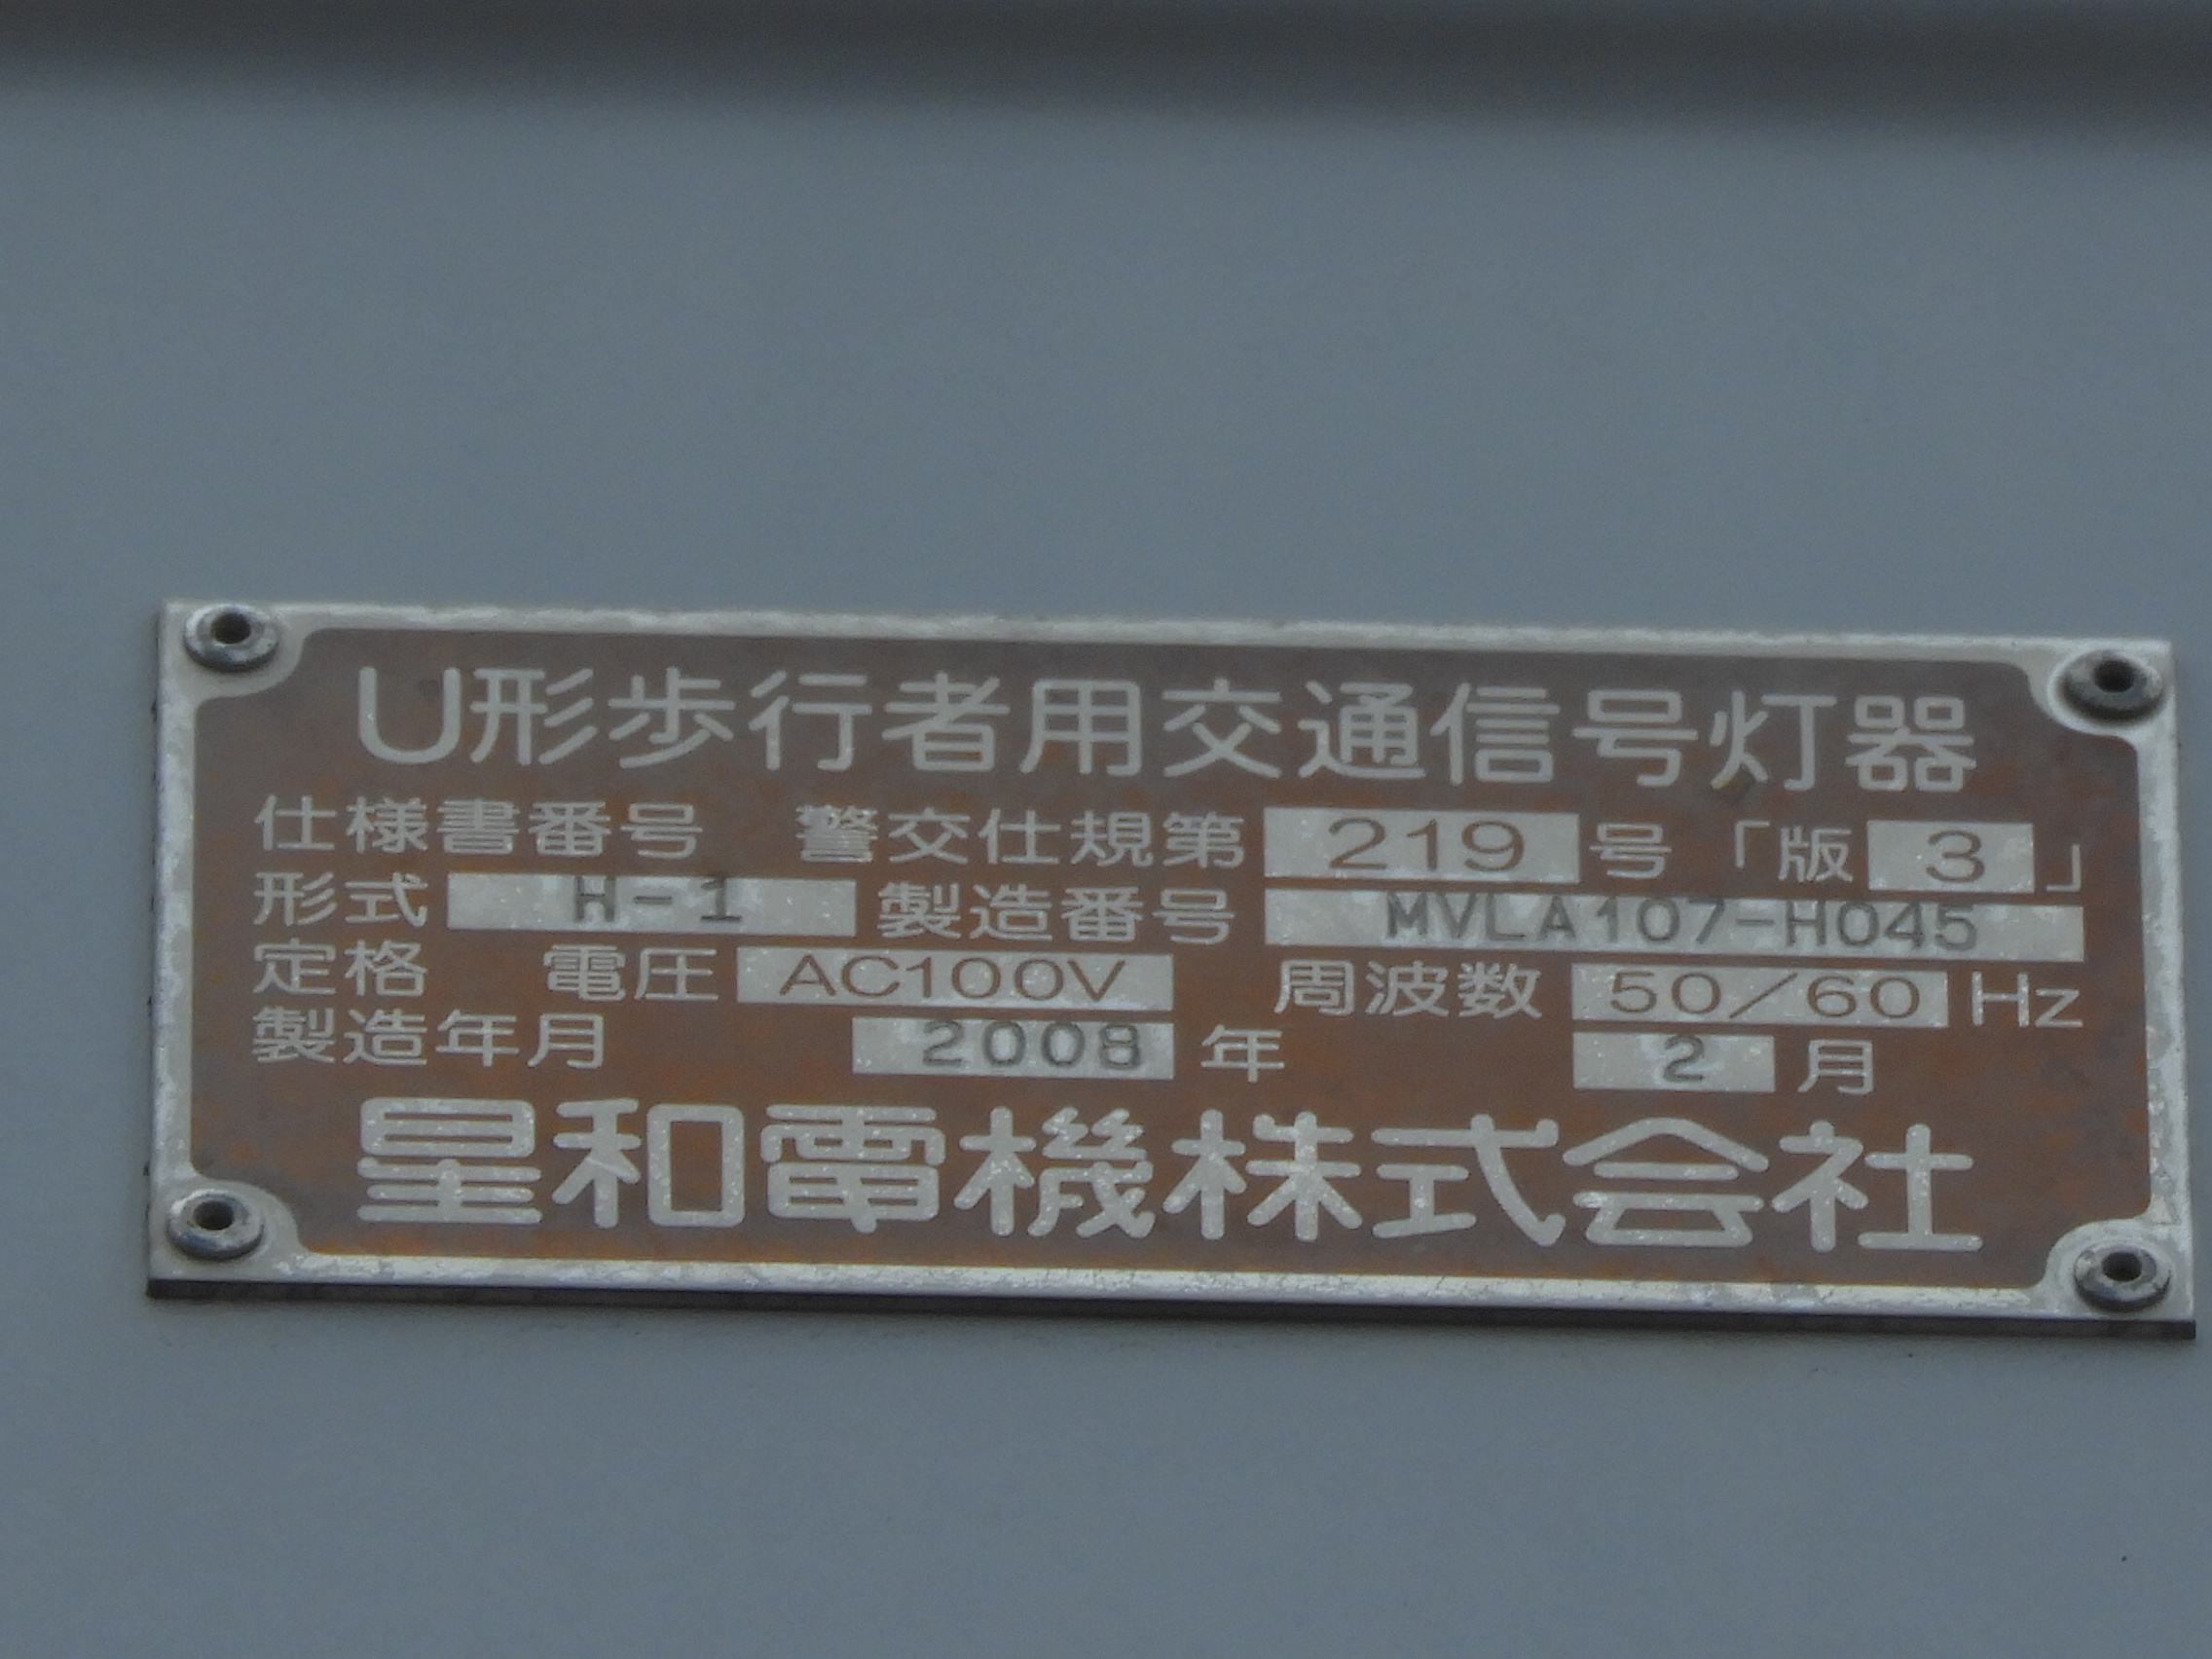 U形歩行者用交通信号灯器
仕様書番号 警交仕規第 219 号「版 3 」
形式 H-1 製造番号 MVLA107-H045
定格 電圧 AC100V 周波数 50/60 Hz
製造年月 2008 年 2 月
星和電機株式会社